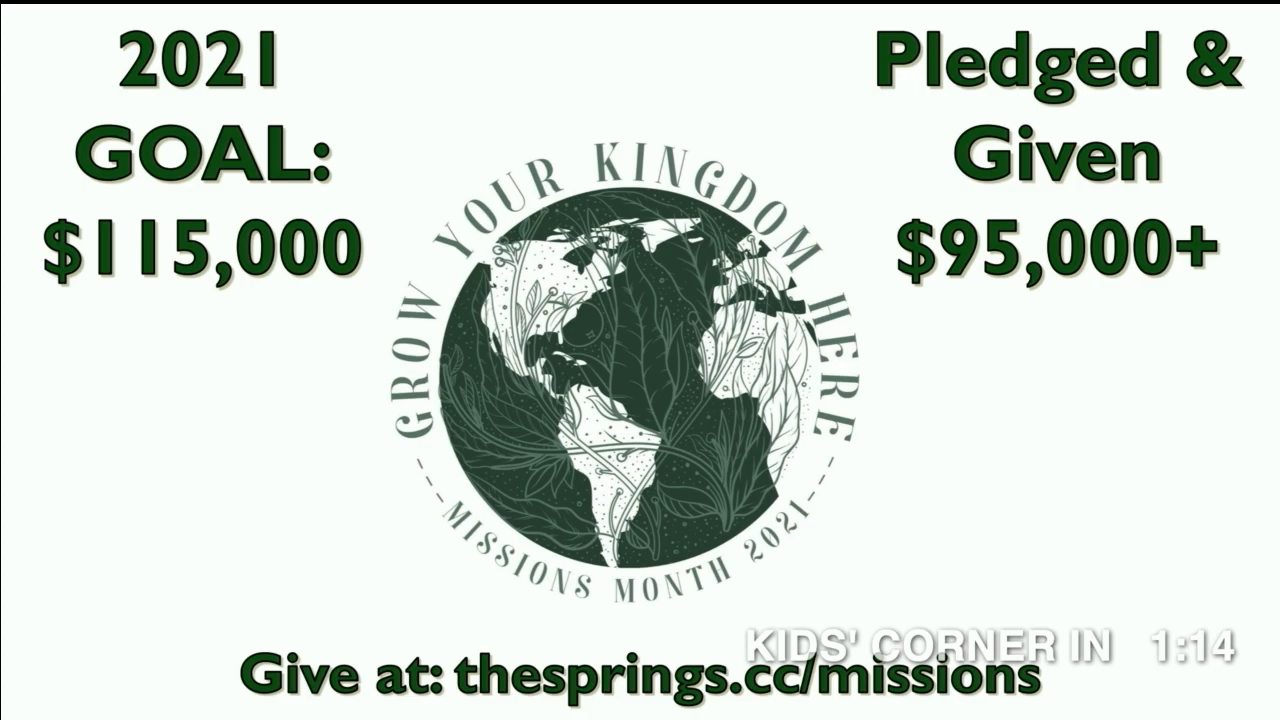 2021
GOAL:
$115,000
Pledged &
Given
$95,000+
GROW YOUR KINGDOM HERE
MISSIONS MONTH 2021
KIDS' CORNER IN 1:14
Give at: thesprings.cc/missions